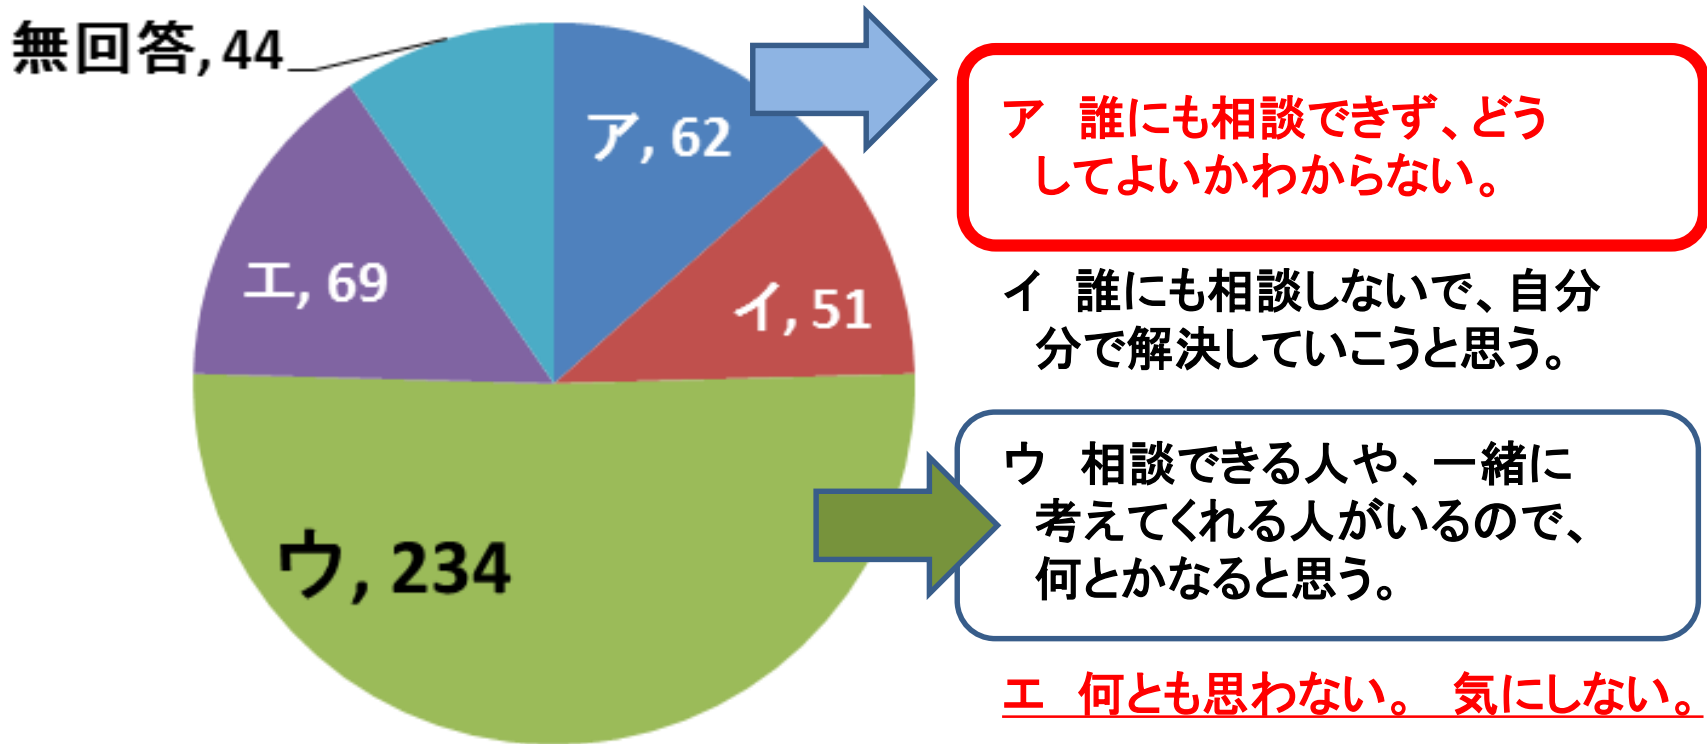 無回答, 44
ア, 62
イ, 51
ウ, 234
エ, 69
ア　誰にも相談できず、どう
してよいかわからない。
イ　誰にも相談しないで、自分
分で解決していこうと思う。
ウ　相談できる人や、一緒に
考えてくれる人がいるので、
何とかなると思う。
エ　何とも思わない。　気にしない。